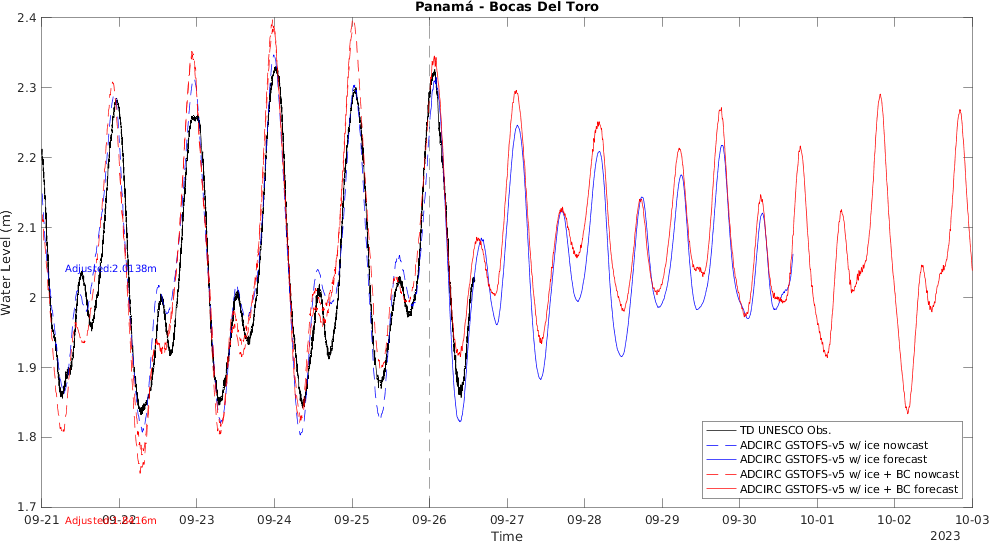 Panamá - Bocas Del Toro
2.4
2.3
2.2
2.1
2
1.9
1.8
1.7
Water Level (m)
Adjusted:2.0138m
TD UNESCO Obs.
ADCIRC GSTOFS-v5 w/ ice nowcast
ADCIRC GSTOFS-v5 w/ ice forecast
ADCIRC GSTOFS-v5 w/ ice + BC nowcast
ADCIRC GSTOFS-v5 w/ ice + BC forecast
09-21 09-22 09-23 09-24 09-25 09-26 09-27 09-28 09-29 09-30 10-01 10-02 10-03
Time
2023